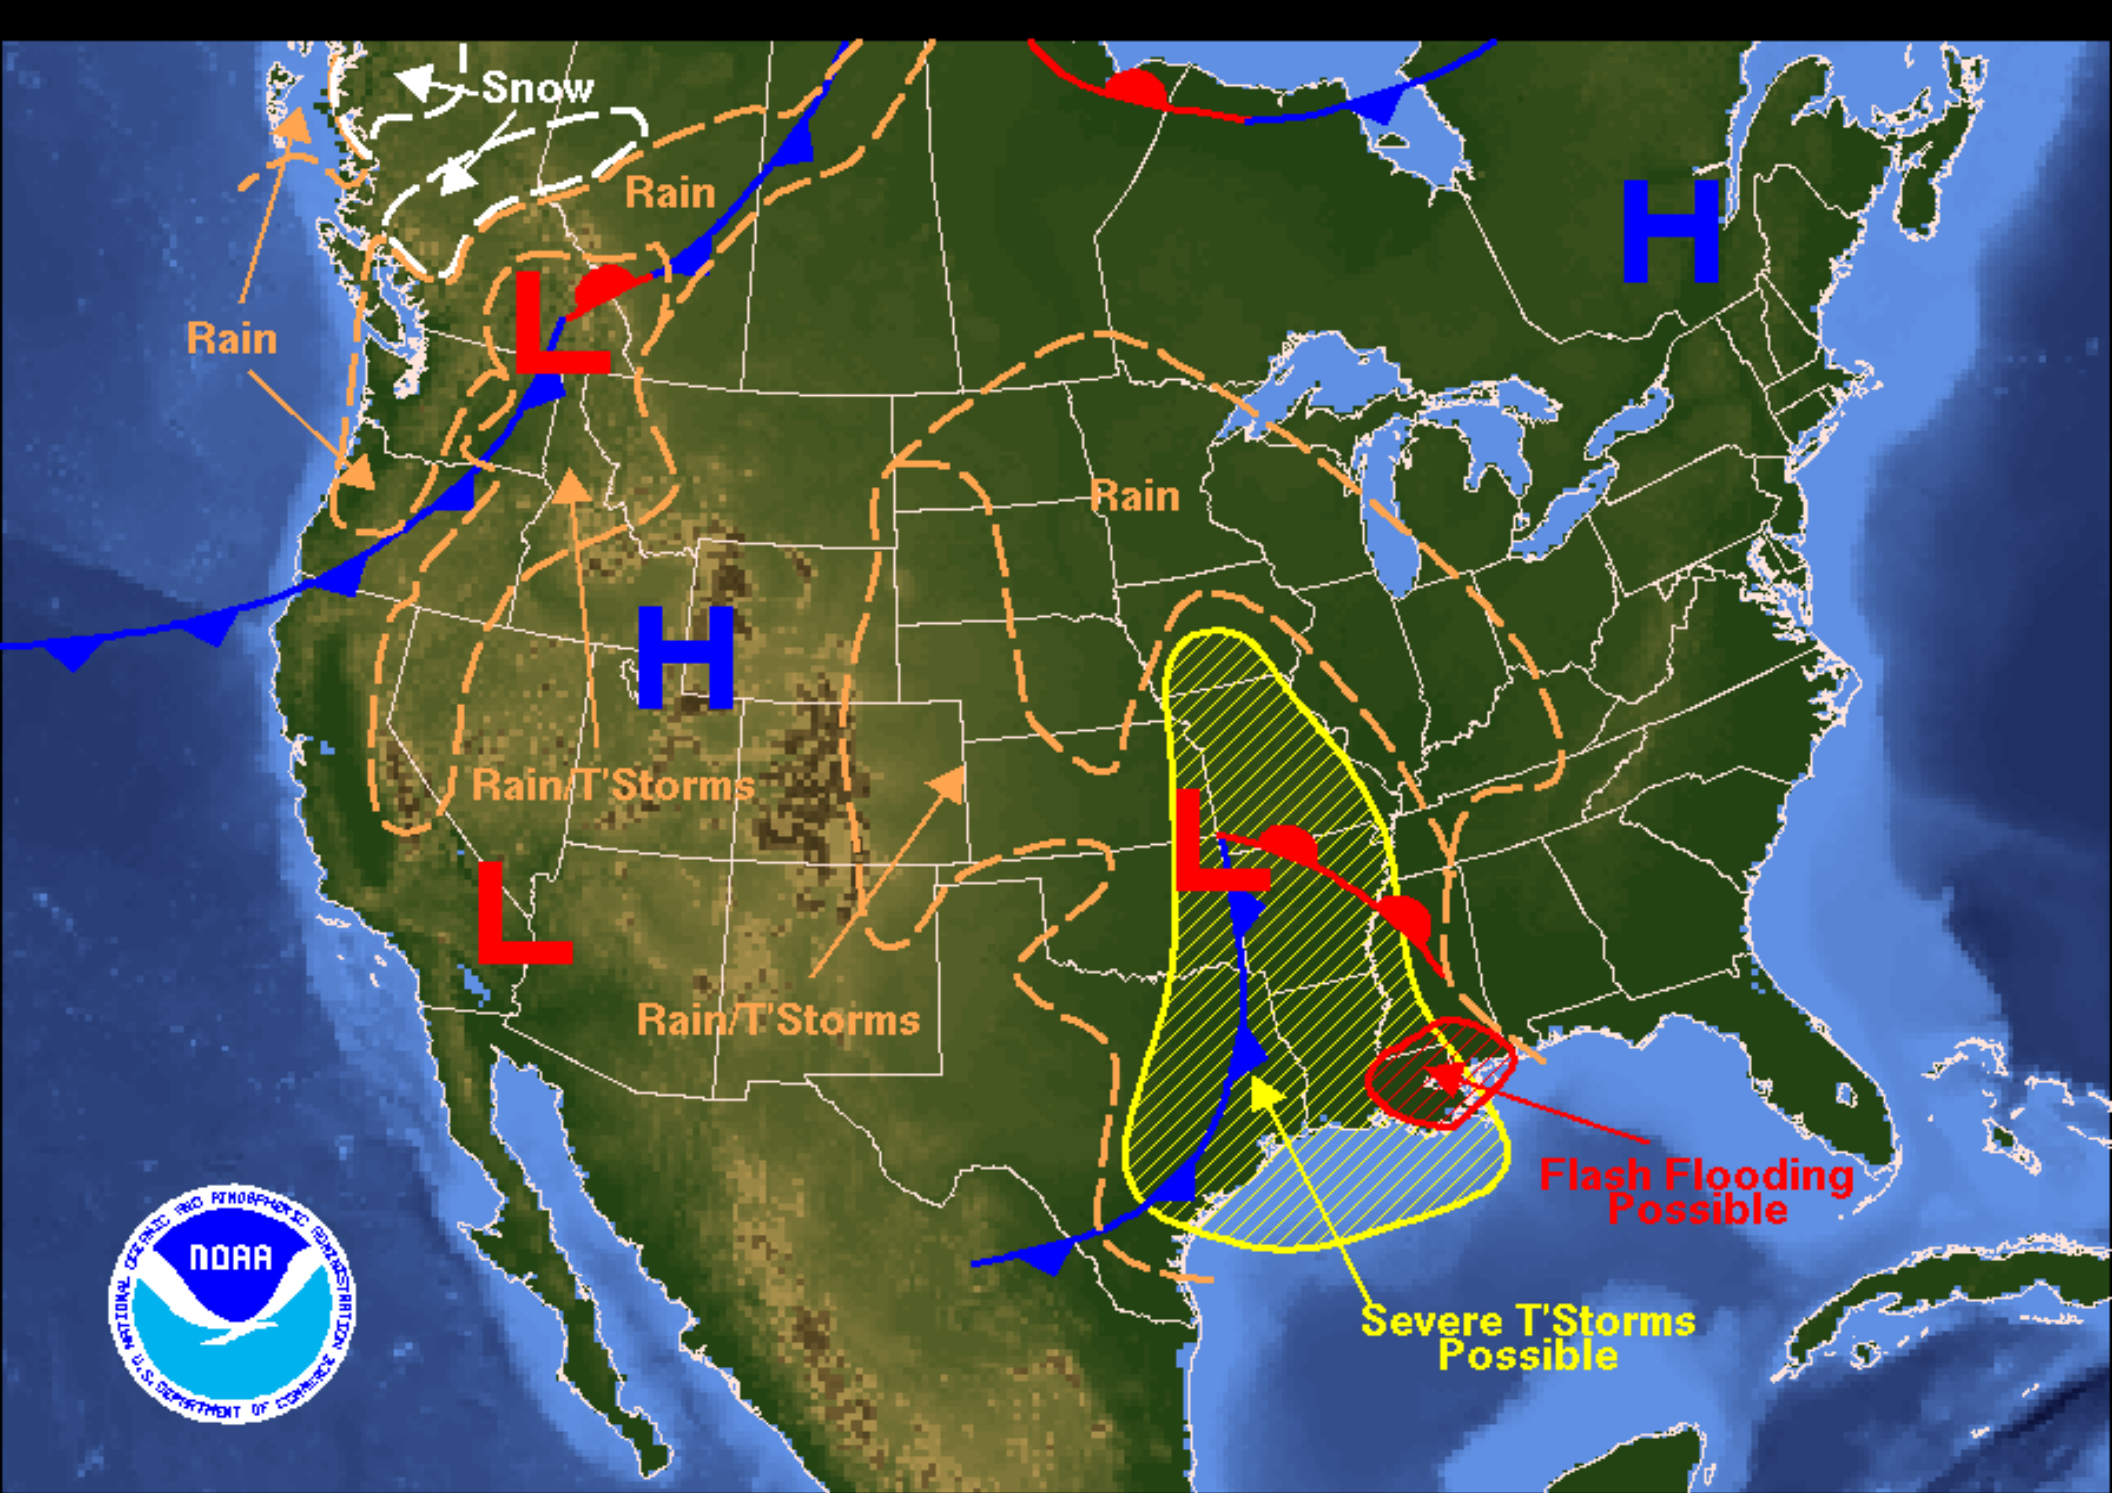 Snow
Rain
H
L
Rain
Rain
H
Rain/T'Storms
L
L
Rain/T'Storms
Flash Flooding
Possible
Severe T'Storms
Possible
NATIONAL OCEANIC AND ATMOSPHERIC ADMINISTRATION
NOAA
U.S. DEPARTMENT OF COMMERCE